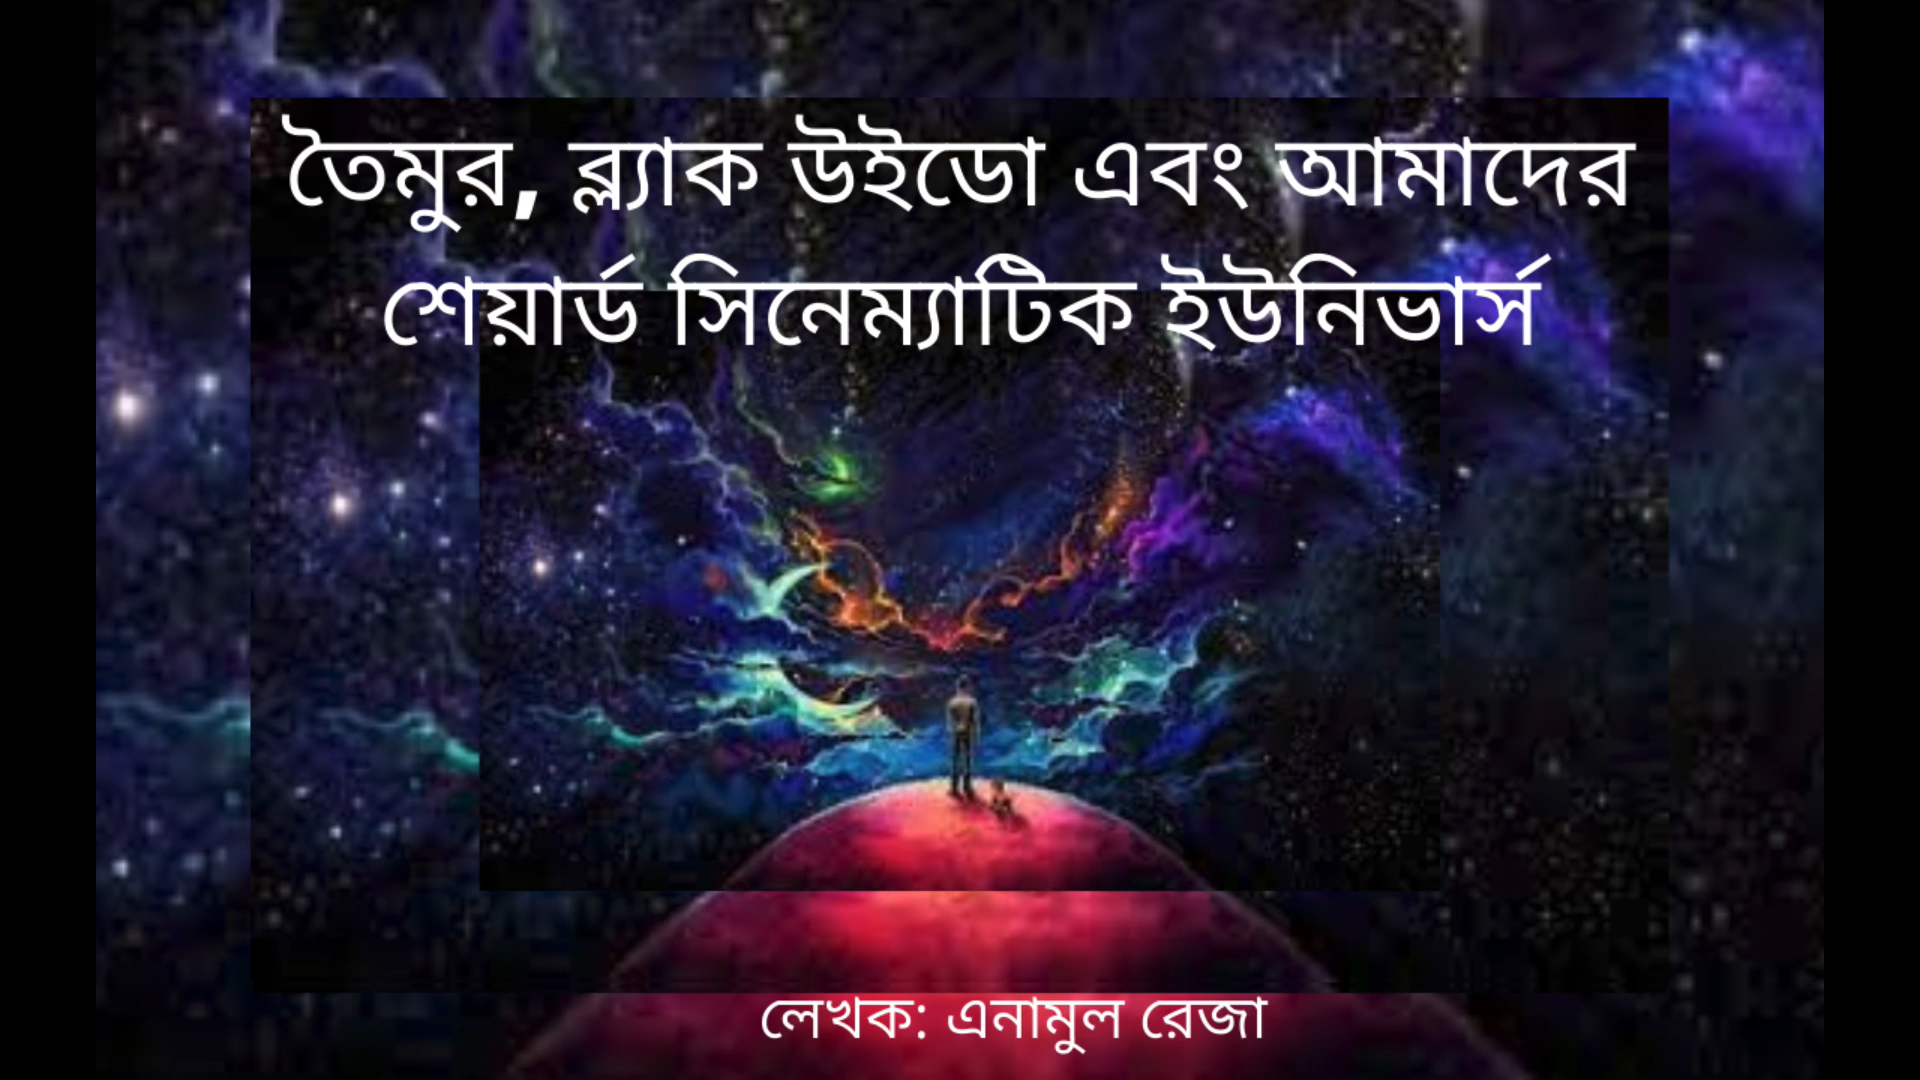 তৈমুর, ব্ল্যাক উইডো এবং আমাদের
শেয়ার্ড সিনেম্যাটিক ইউনিভার্স
লেখক: এনামুল রেজা